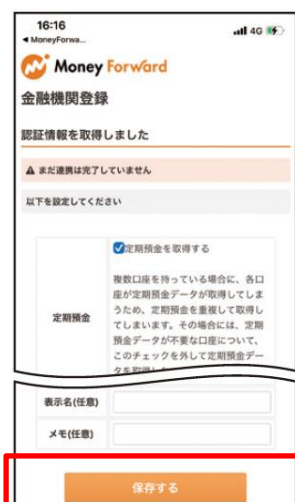 16:16
4G
◀ MoneyForwa...
Money Forward
金融機関登録
認証情報を取得しました
まだ連携は完了していません
以下を設定してください
定期預金を取得する
定期預金
複数口座を持っている場合に、各口
座が定期預金データが取得してしま
うため、定期預金を重複して取得し
てしまいます。その場合には、定期
預金データが不要な口座について、
このチェックを外して定期預金デー
表示名(任意)
メモ(任意)
保存する